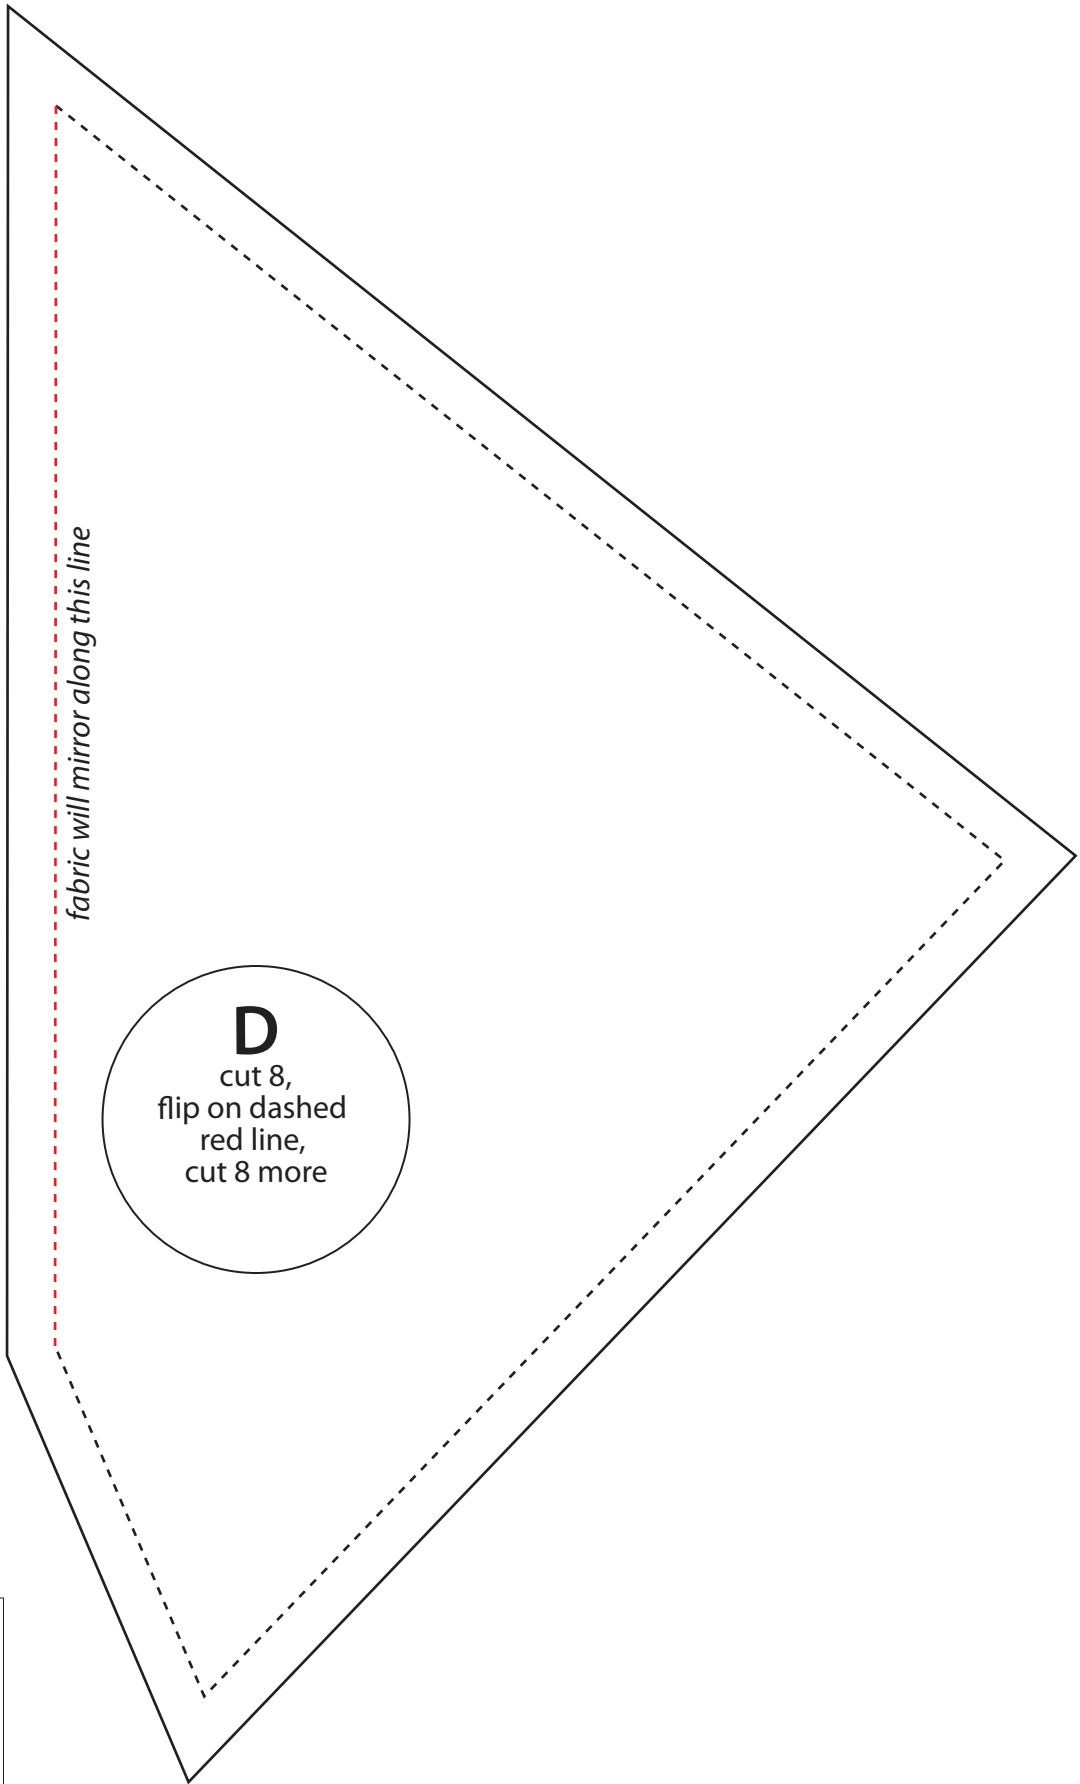 fabric will mirror along this line
D
cut 8,
flip on dashed
red line,
cut 8 more